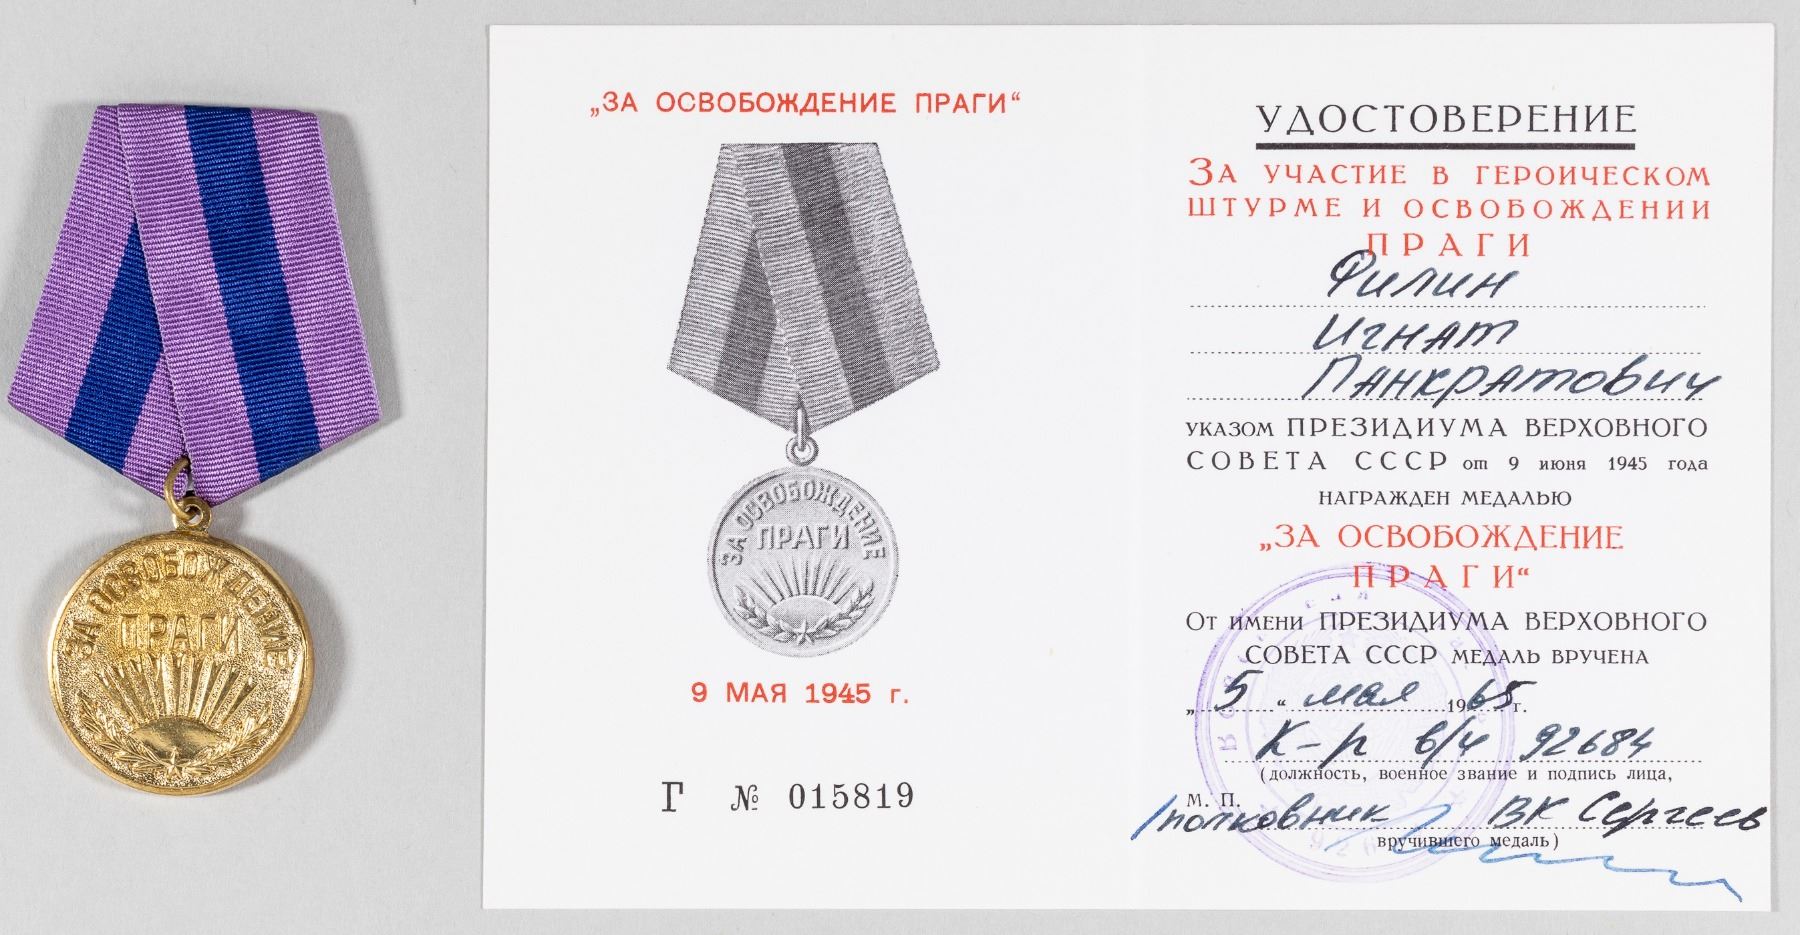 ЗА ОСВОБОЖДЕНИЕ
ПРАГИ
„ЗА ОСВОБОЖДЕНИЕ ПРАГИ“
ЗА ОСВОБОЖДЕНИЕ
ПРАГИ
9 МАЯ 1945 г.
Г № 015819
УДОСТОВЕРЕНИЕ
ЗА УЧАСТИЕ В ГЕРОИЧЕСКОМ
ШТУРМЕ И ОСВОБОЖДЕНИИ
ПРАГИ
Филин
Игнат
Панкратович
УКАЗОМ ПРЕЗИДИУМА ВЕРХОВНОГО
СОВЕТА СССР от 9 июня 1945 года
НАГРАЖДЕН МЕДАЛЬЮ
„ЗА ОСВОБОЖДЕНИЕ
ПРАГИ“
ОТ ИМЕНИ ПРЕЗИДИУМА ВЕРХОВНОГО
СОВЕТА СССР МЕДАЛЬ ВРУЧЕНА
„5“ мая 1965 г.
К-р в/ч 92684
(должность, военное звание и подпись лица,
М. П.
полковник ВК Сергеев
вручившего медаль)